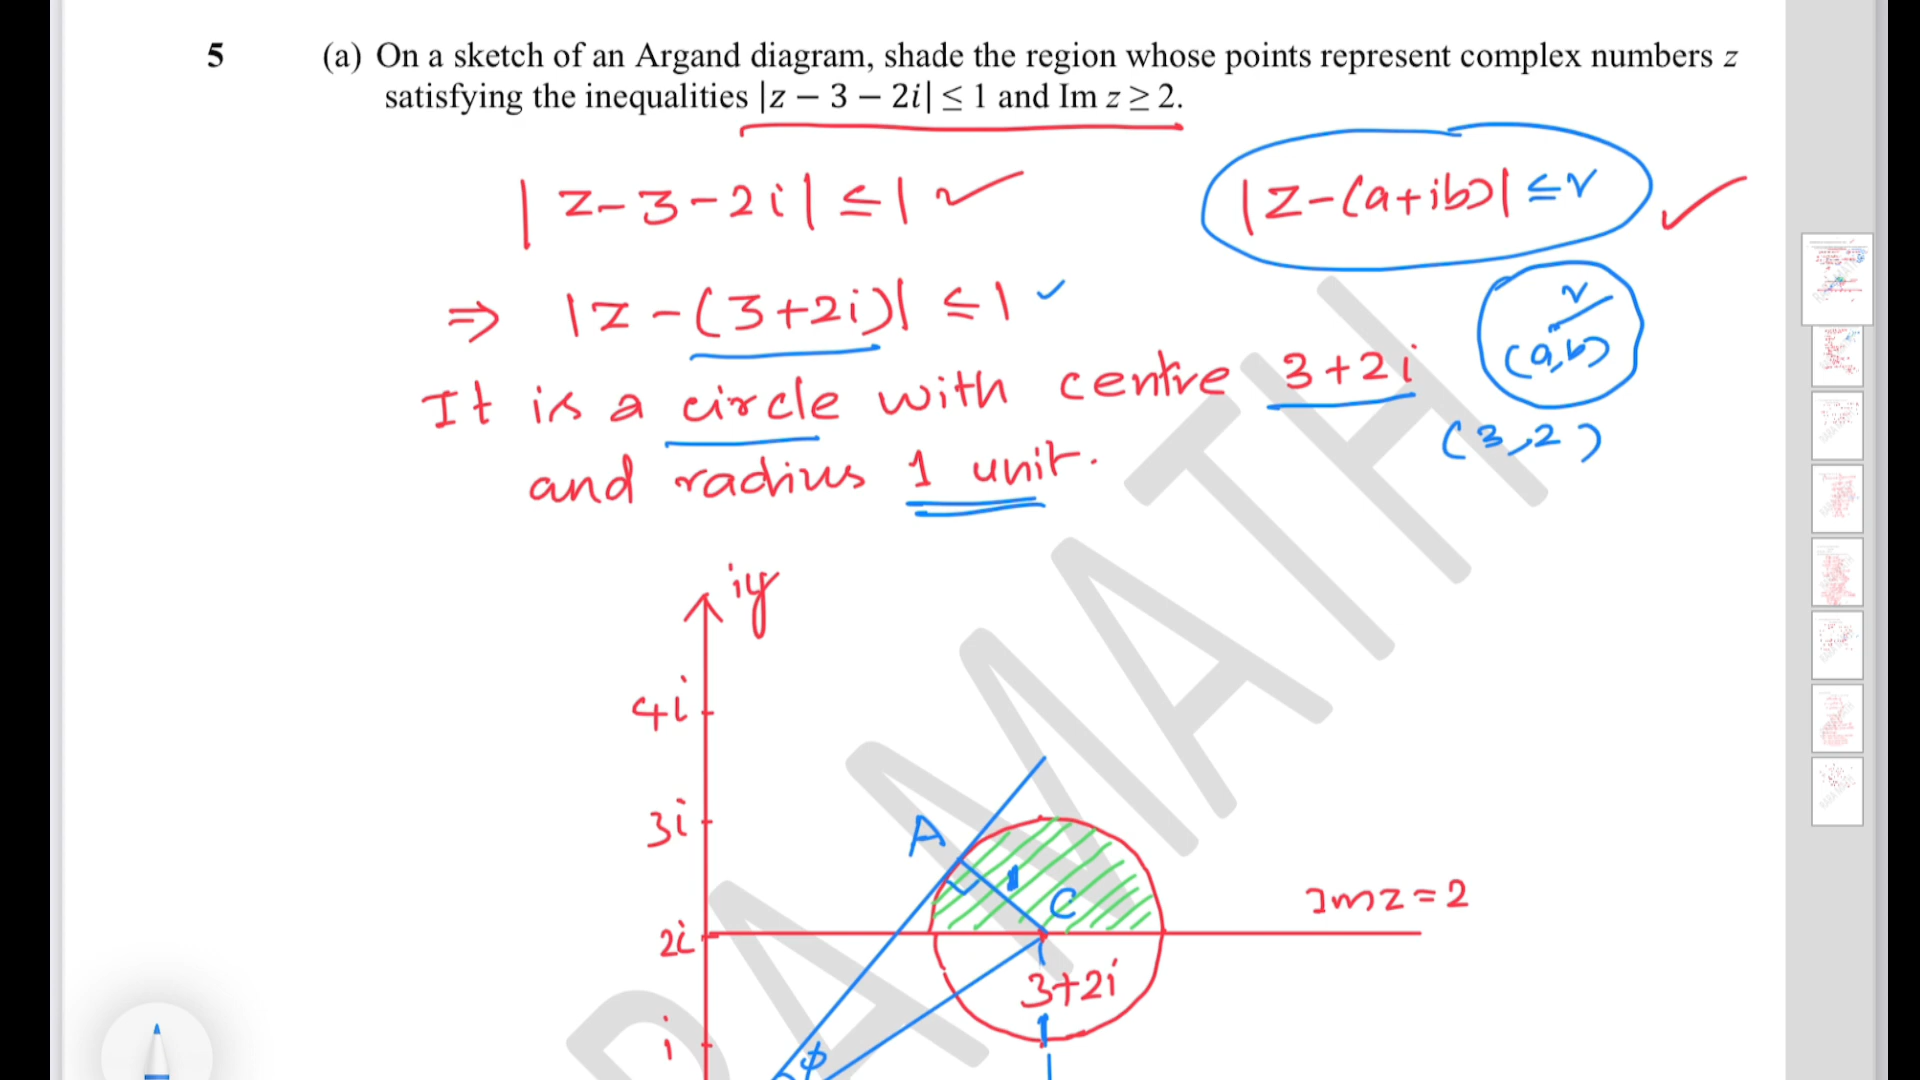 5 (a) On a sketch of an Argand diagram, shade the region whose points represent complex numbers z
satisfying the inequalities |z − 3 − 2i| ≤ 1 and Im z ≥ 2.
|z-3-2i| ≤ 1 ✓
|z-(a+ib)| ≤ r ✓
⇒ |z-(3+2i)| ≤ 1 ✓
r
(a,b)
It is a circle with centre 3+2i
(3,2)
and radius 1 unit.
iy
4i
3i
A
1
C
Im z = 2
2i
3+2i
i
ϕ
DAMATH